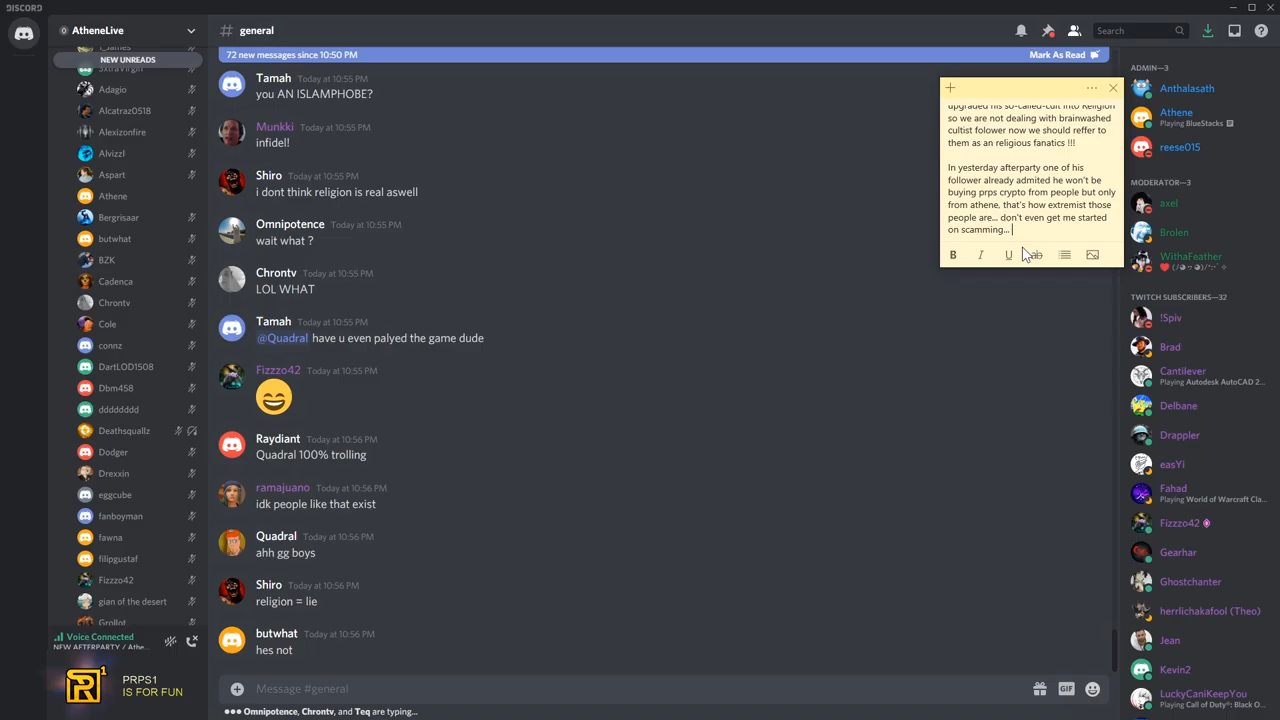 DISCORD
AtheneLive
# general
Search
NEW UNREADS
Adagio
Alcatraz0518
Alexizonfire
Alvizzl
Aspart
Athene
Bergrisaar
butwhat
BZK
Cadenca
Chrontv
Cole
connz
DartLOD1508
Dbm458
dddddddd
Deathsquallz
Dodger
Drexxin
eggcube
fanboyman
fawna
filipgustaf
Fizzzo42
gian of the desert
Grollot
Voice Connected
NEW AFTERPARTY / Athe...
PRPS1
IS FOR FUN
72 new messages since 10:50 PM
Mark As Read
Tamah Today at 10:55 PM
you AN ISLAMPHOBE?
Munkki Today at 10:55 PM
infidel!
Shiro Today at 10:55 PM
i dont think religion is real aswell
Omnipotence Today at 10:55 PM
wait what ?
Chrontv Today at 10:55 PM
LOL WHAT
Tamah Today at 10:55 PM
@Quadral have u even palyed the game dude
Fizzzo42 Today at 10:55 PM
Raydiant Today at 10:56 PM
Quadral 100% trolling
ramajuano Today at 10:56 PM
idk people like that exist
Quadral Today at 10:56 PM
ahh gg boys
Shiro Today at 10:56 PM
religion = lie
butwhat Today at 10:56 PM
hes not
Message #general
GIF
Omnipotence, Chrontv, and Teq are typing...
upgraded his so-called-cult into Religion
so we are not dealing with brainwashed
cultist folower now we should reffer to
them as an religious fanatics !!!
In yesterday afterparty one of his
follower already admited he won't be
buying prps crypto from people but only
from athene, that's how extremist those
people are... don't even get me started
on scamming...
B I U ab
ADMIN—3
Anthalasath
Athene
Playing BlueStacks
reese015
MODERATOR—3
axel
Brolen
WithaFeather
TWITCH SUBSCRIBERS—32
!Spiv
Brad
Cantilever
Playing Autodesk AutoCAD 2...
Delbane
Drappler
easYi
Fahad
Playing World of Warcraft Cla...
Fizzzo42
Gearhar
Ghostchanter
herrlichakafool (Theo)
Jean
Kevin2
LuckyCaniKeepYou
Playing Call of Duty®: Black O...